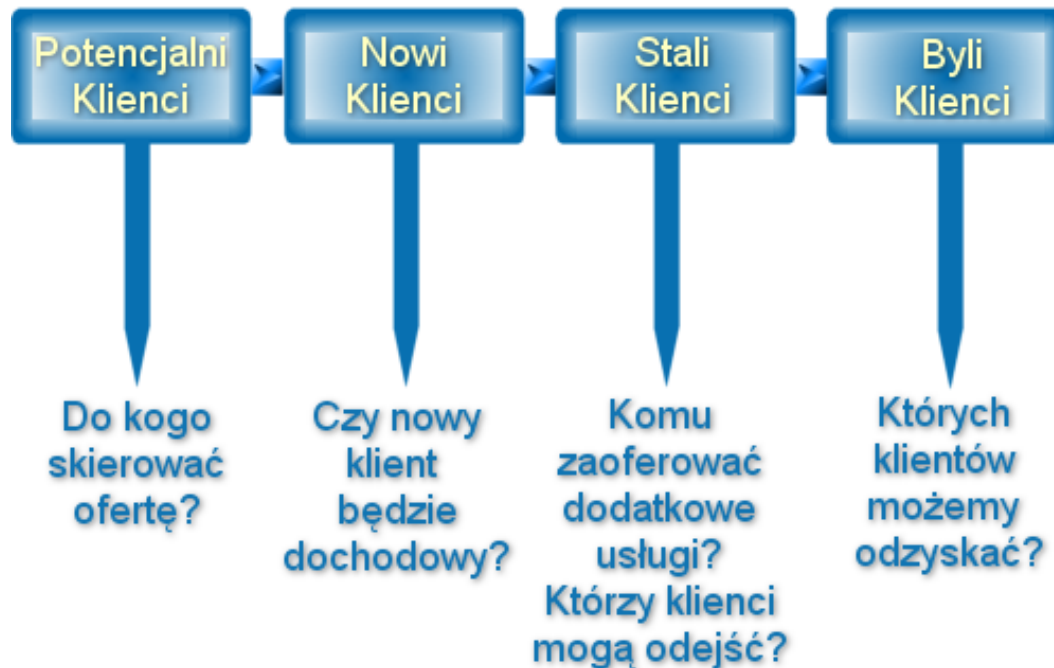 Potencjalni
Klienci
Nowi
Klienci
Stali
Klienci
Byli
Klienci
Do kogo
skierować
ofertę?
Czy nowy
klient
będzie
dochodowy?
Komu
zaoferować
dodatkowe
usługi?
Którzy klienci
mogą odejść?
Których
klientów
możemy
odzyskać?